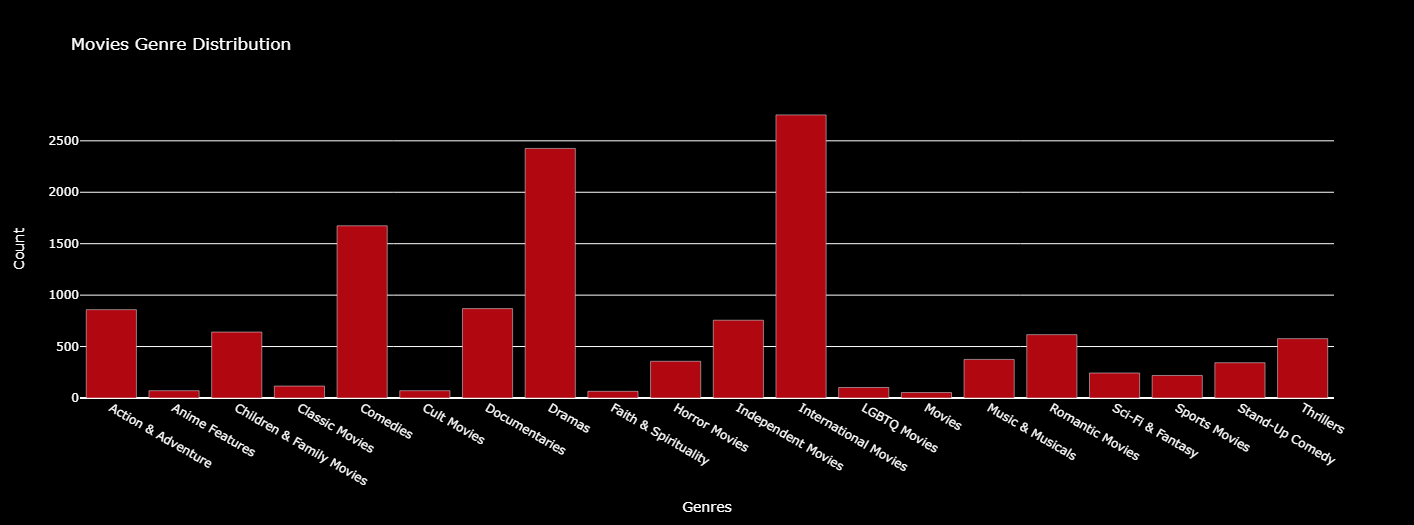 Movies Genre Distribution
2500
2000
1500
1000
500
0
Count
Action & Adventure
Anime Features
Children & Family Movies
Classic Movies
Comedies
Cult Movies
Documentaries
Dramas
Faith & Spirituality
Horror Movies
Independent Movies
International Movies
LGBTQ Movies
Movies
Music & Musicals
Romantic Movies
Sci-Fi & Fantasy
Sports Movies
Stand-Up Comedy
Thrillers
Genres